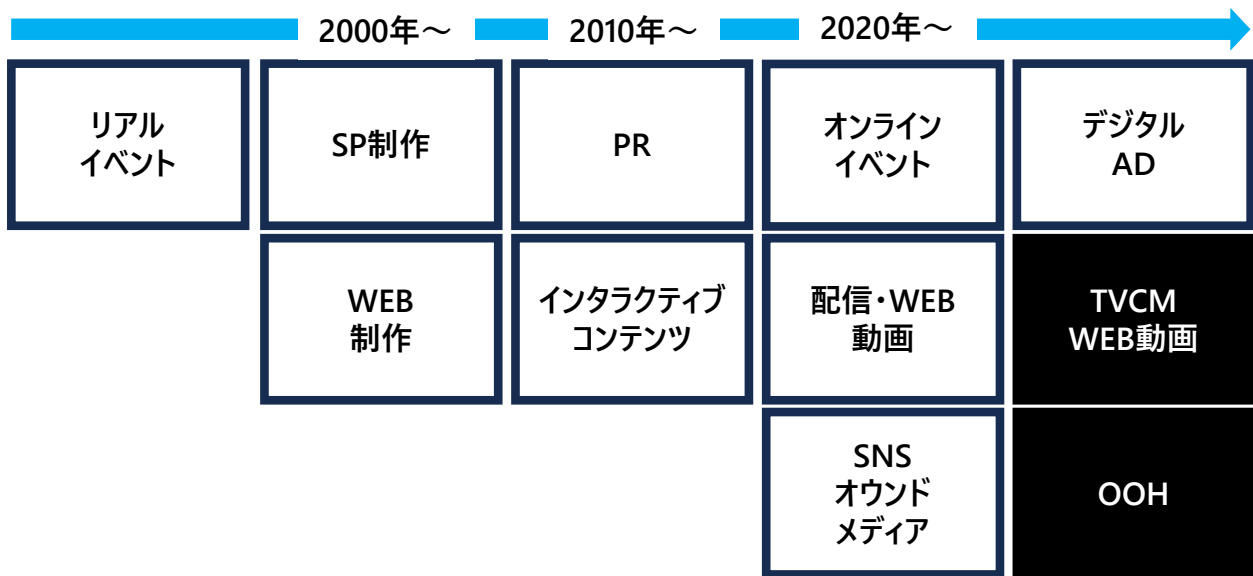 2000年～
2010年～
2020年～
リアル
イベント
SP制作
PR
オンライン
イベント
デジタル
AD
WEB
制作
インタラクティブ
コンテンツ
配信・WEB
動画
TVCM
WEB動画
SNS
オウンド
メディア
OOH